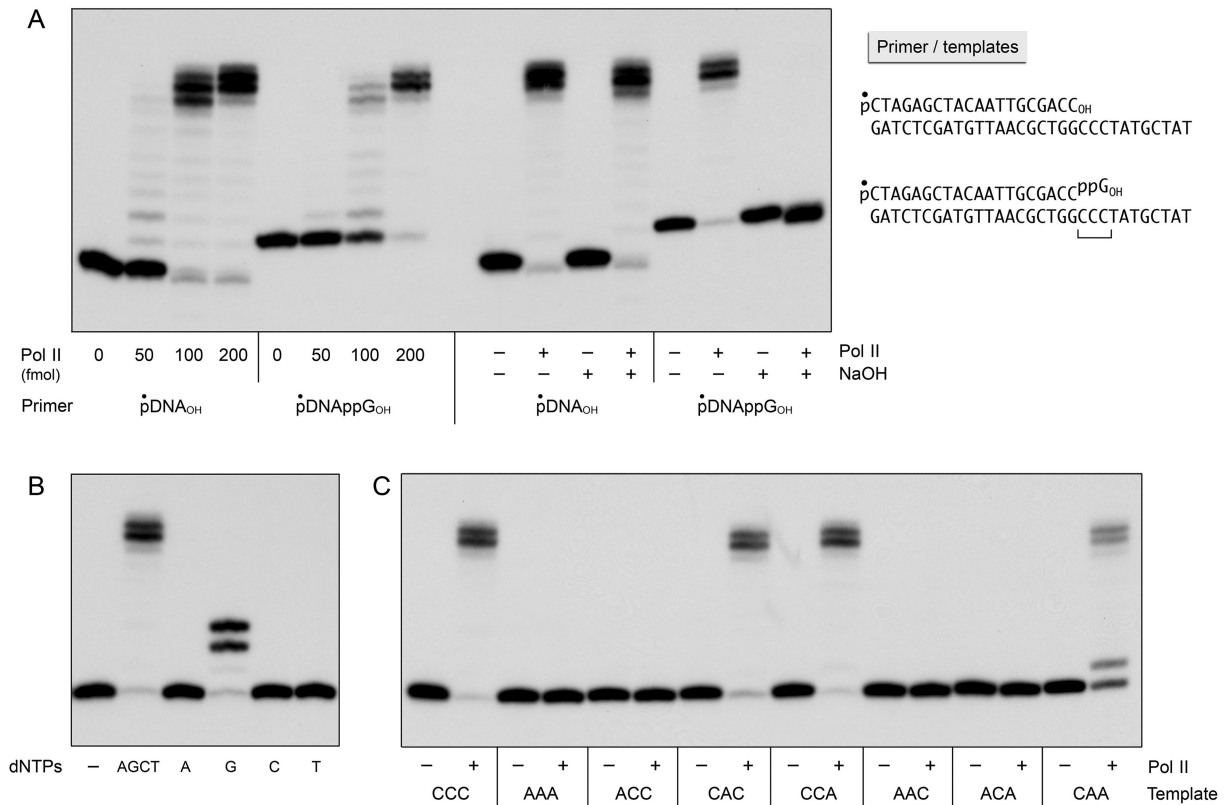 A
Primer / templates
pCTAGAGCTACAATTGCGACCOH
GATCTCGATGTTAACGCTGGCCCTATGCTAT
pCTAGAGCTACAATTGCGACCppGOH
GATCTCGATGTTAACGCTGGCCCTATGCTAT
Pol II (fmol) 0 50 100 200 0 50 100 200
– + – + – + – + Pol II
– – + + – – + + NaOH
Primer pDNAOH pDNAppGOH pDNAOH pDNAppGOH
B
dNTPs – AGCT A G C T
C
– + – + – + – + – + – + – + – + Pol II
CCC AAA ACC CAC CCA AAC ACA CAA Template